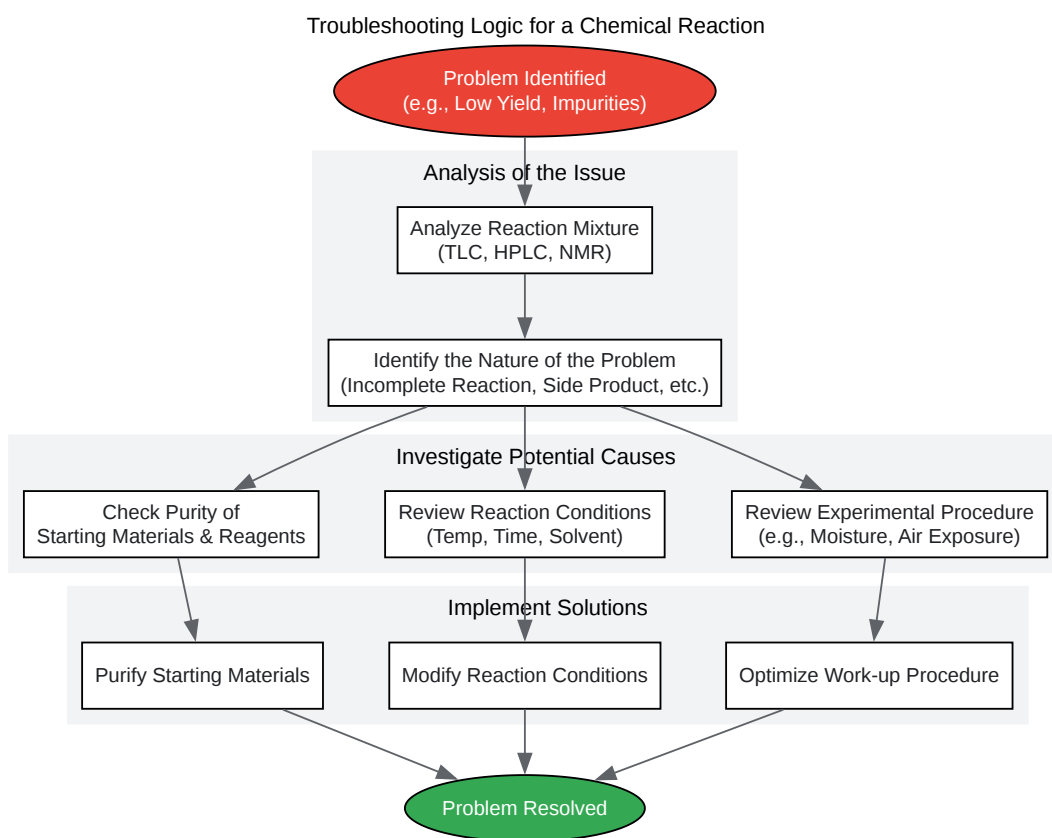 Troubleshooting Logic for a Chemical Reaction
Problem Identified
(e.g., Low Yield, Impurities)
Analysis of the Issue
Analyze Reaction Mixture
(TLC, HPLC, NMR)
Identify the Nature of the Problem
(Incomplete Reaction, Side Product, etc.)
Investigate Potential Causes
Check Purity of
Starting Materials & Reagents
Review Reaction Conditions
(Temp, Time, Solvent)
Review Experimental Procedure
(e.g., Moisture, Air Exposure)
Implement Solutions
Purify Starting Materials
Modify Reaction Conditions
Optimize Work-up Procedure
Problem Resolved